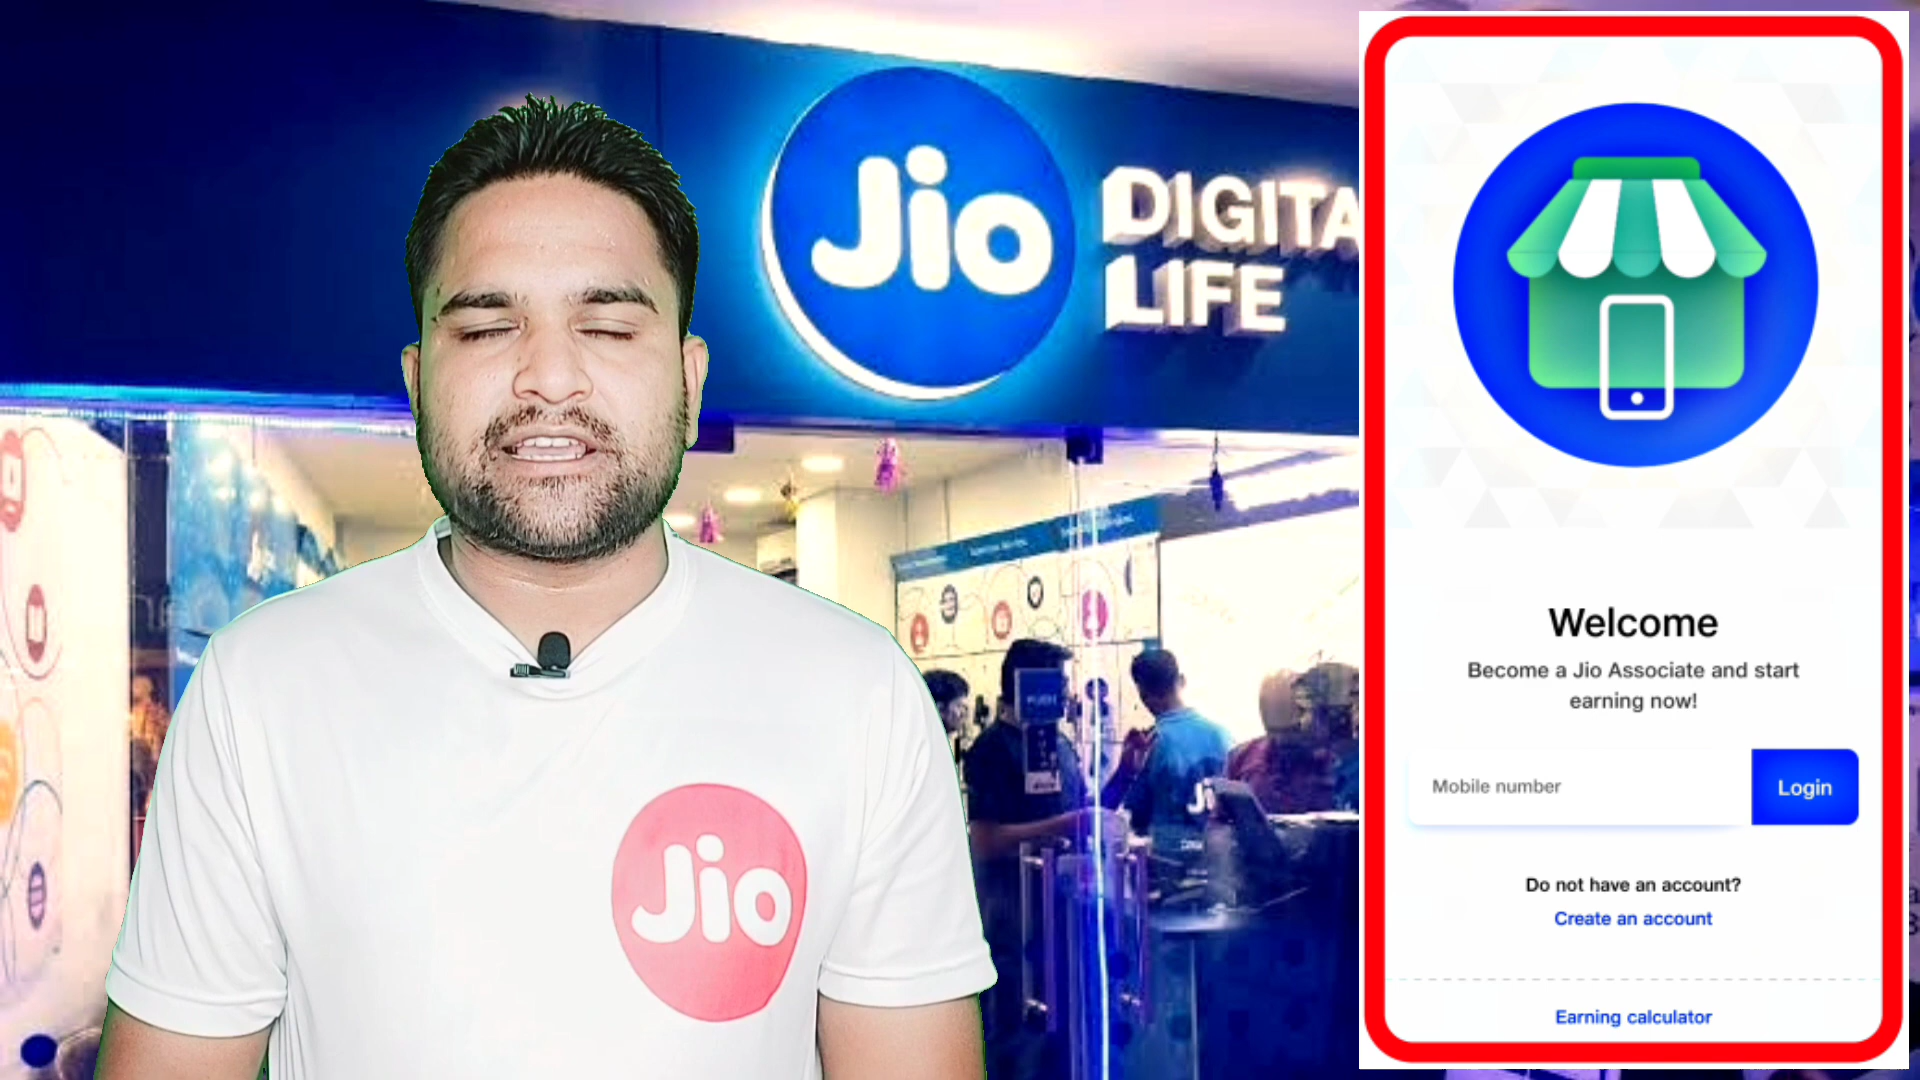 Jio
DIGITA
LIFE
Jio
Welcome
Become a Jio Associate and start
earning now!
Mobile number
Login
Do not have an account?
Create an account
Earning calculator